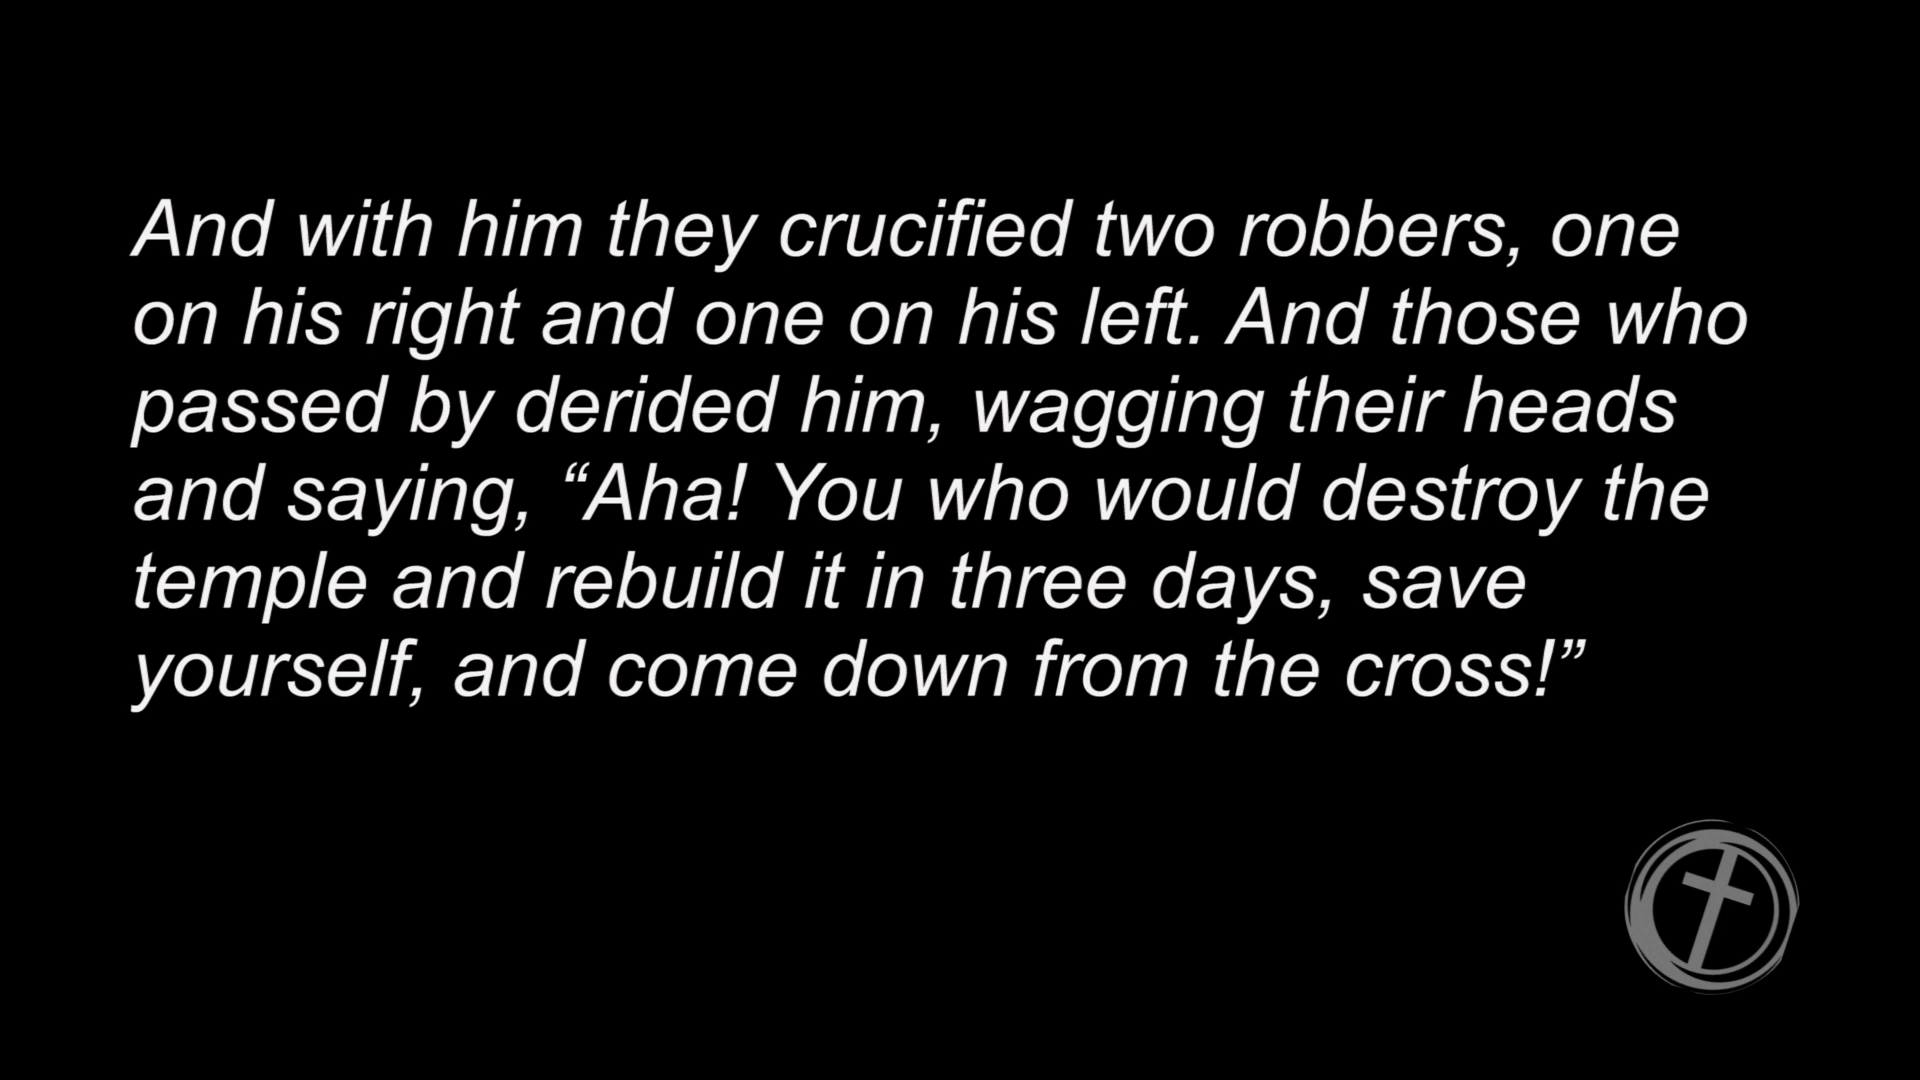 And with him they crucified two robbers, one
on his right and one on his left. And those who
passed by derided him, wagging their heads
and saying, “Aha! You who would destroy the
temple and rebuild it in three days, save
yourself, and come down from the cross!”